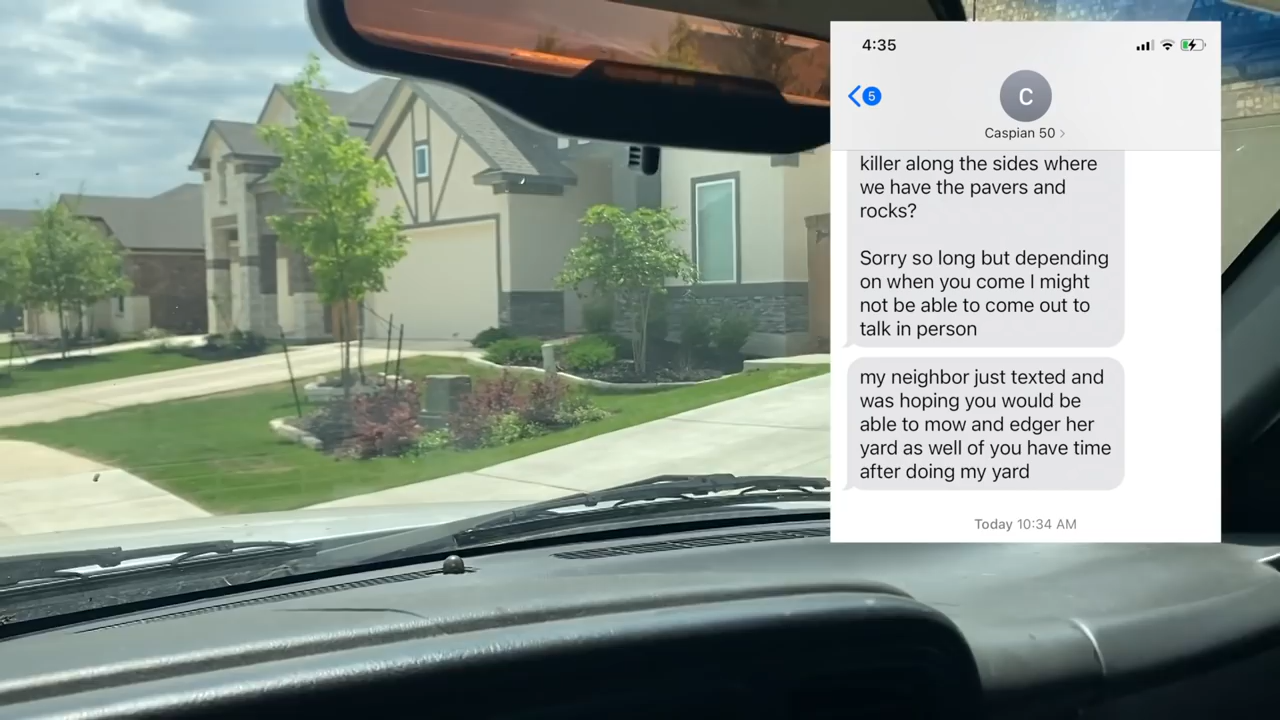 4:35
5
C
Caspian 50 >
killer along the sides where
we have the pavers and
rocks?
Sorry so long but depending
on when you come I might
not be able to come out to
talk in person
my neighbor just texted and
was hoping you would be
able to mow and edger her
yard as well of you have time
after doing my yard
Today 10:34 AM